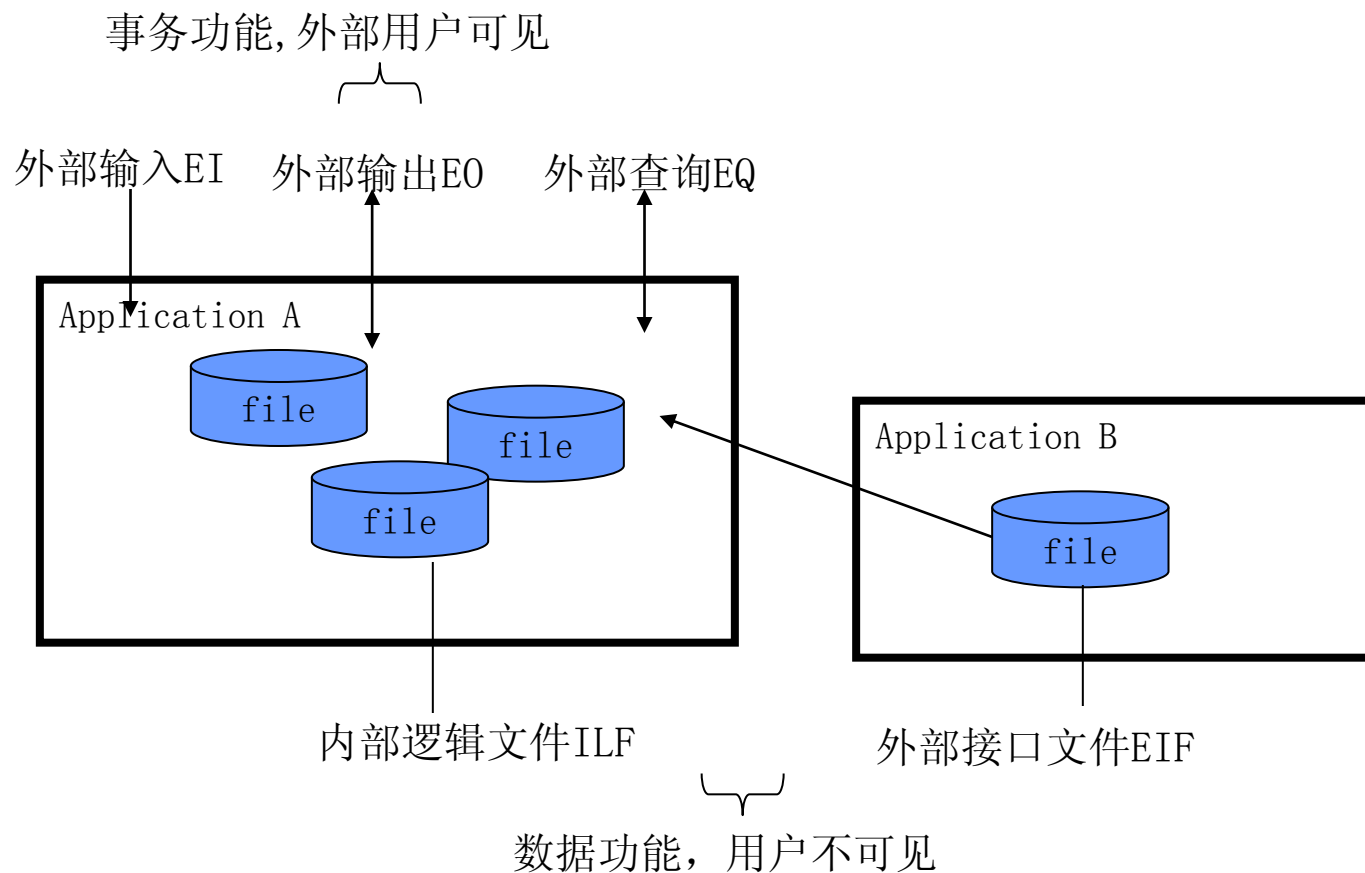 事务功能,外部用户可见
外部输入EI
外部输出EO
外部查询EQ
Application A
file
file
file
Application B
file
内部逻辑文件ILF
外部接口文件EIF
数据功能，用户不可见